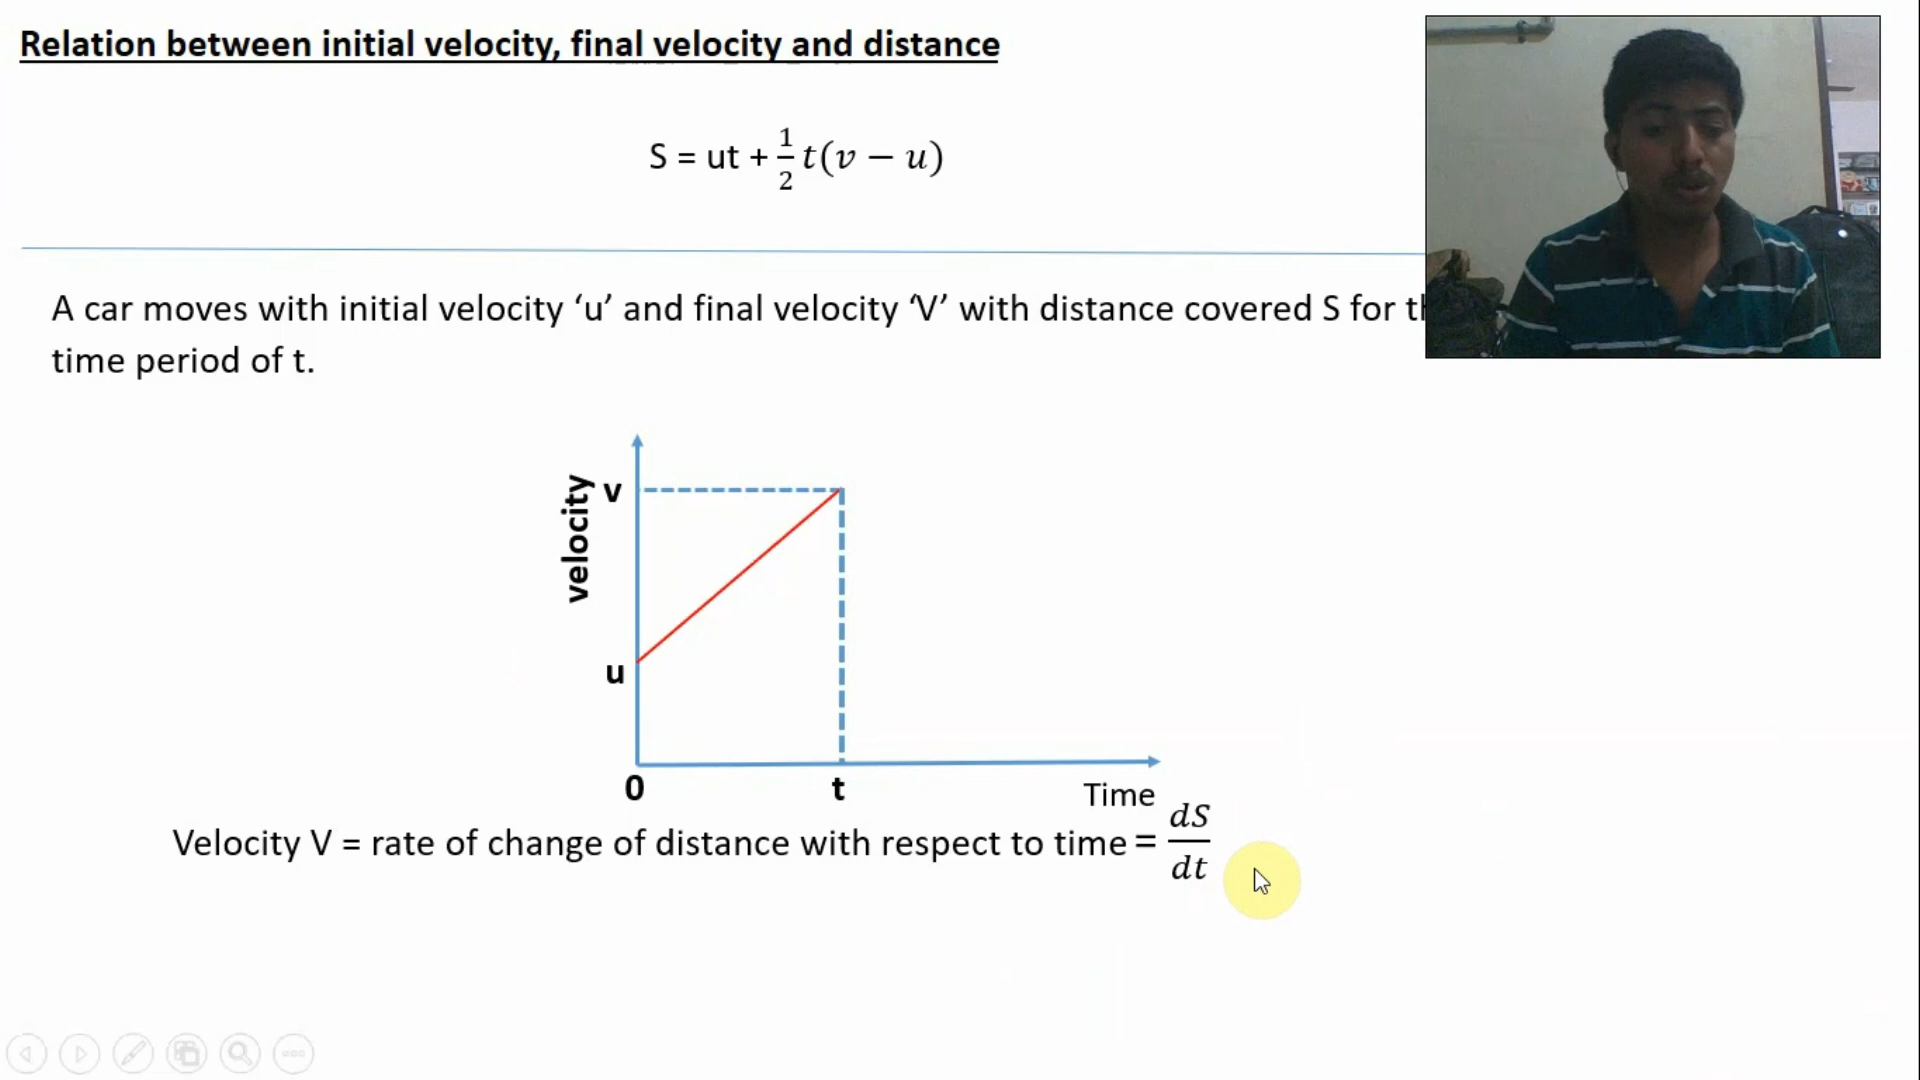 Relation between initial velocity, final velocity and distance
S = ut + \frac{1}{2} t(v − u)
A car moves with initial velocity ‘u’ and final velocity ‘V’ with distance covered S for
time period of t.
velocity
v
u
0
t
Time
Velocity V = rate of change of distance with respect to time = \frac{dS}{dt}